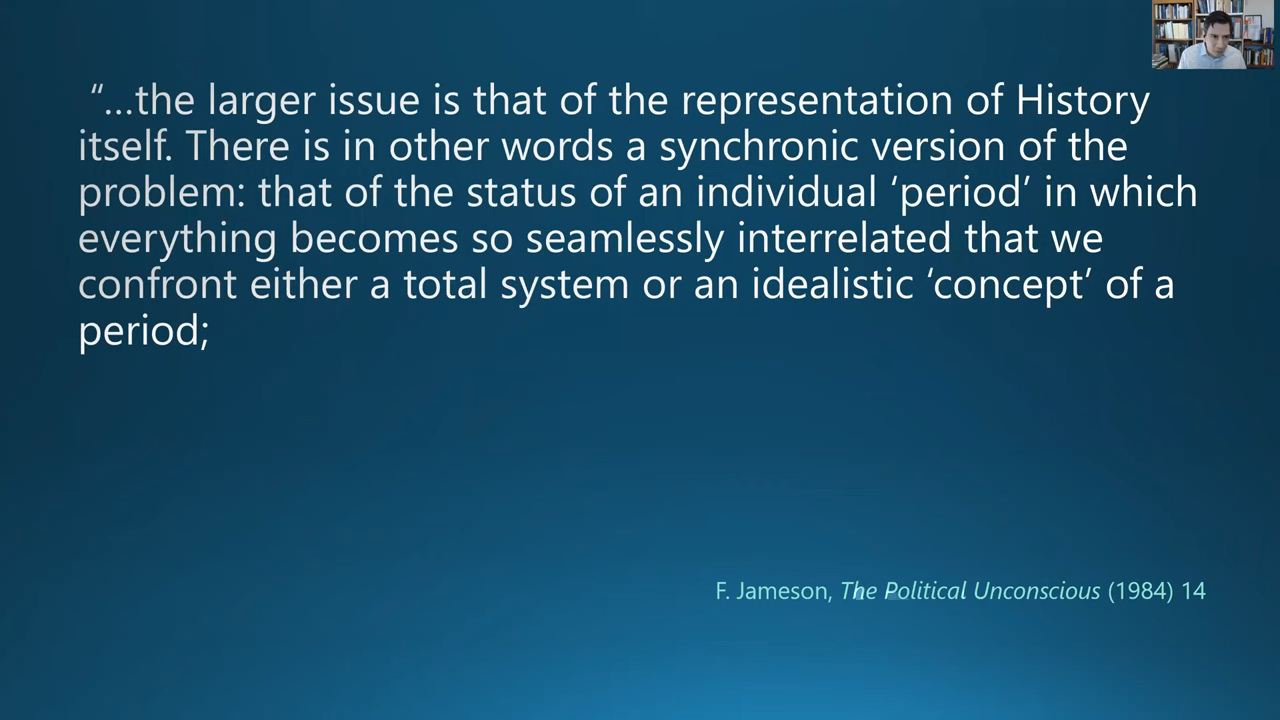 “…the larger issue is that of the representation of History
itself. There is in other words a synchronic version of the
problem: that of the status of an individual ‘period’ in which
everything becomes so seamlessly interrelated that we
confront either a total system or an idealistic ‘concept’ of a
period;
F. Jameson, The Political Unconscious (1984) 14